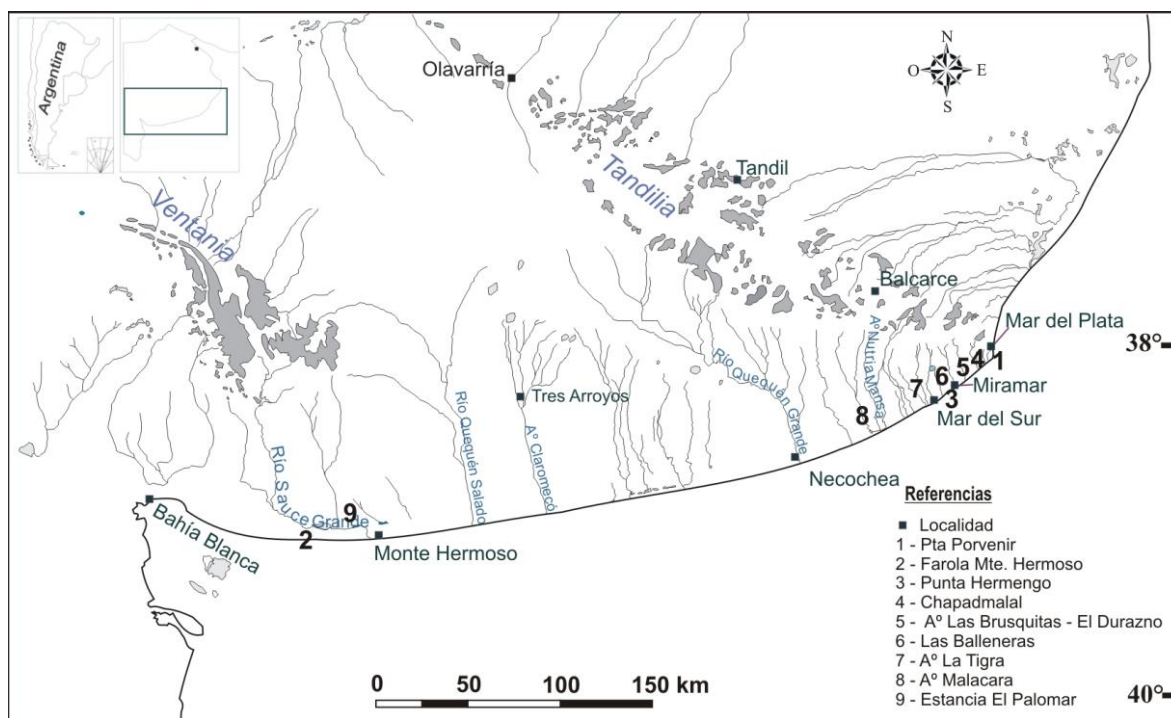 Argentina
N
O
E
S
Olavarría
Ventania
Tandilia
Tandil
Balcarce
Mar del Plata
38°
Aº Nutria Mansa
Río Quequén Grande
4
1
5
6
Miramar
7
3
Mar del Sur
8
Tres Arroyos
Río Quequén Salado
Aº Claromecó
Necochea
Río Sauce Grande
9
2
Bahía Blanca
Monte Hermoso
Referencias
Localidad
1 - Pta Porvenir
2 - Farola Mte. Hermoso
3 - Punta Hermengo
4 - Chapadmalal
5 - Aº Las Brusquitas - El Durazno
6 - Las Balleneras
7 - Aº La Tigra
8 - Aº Malacara
9 - Estancia El Palomar
0 50 100 150 km
40°